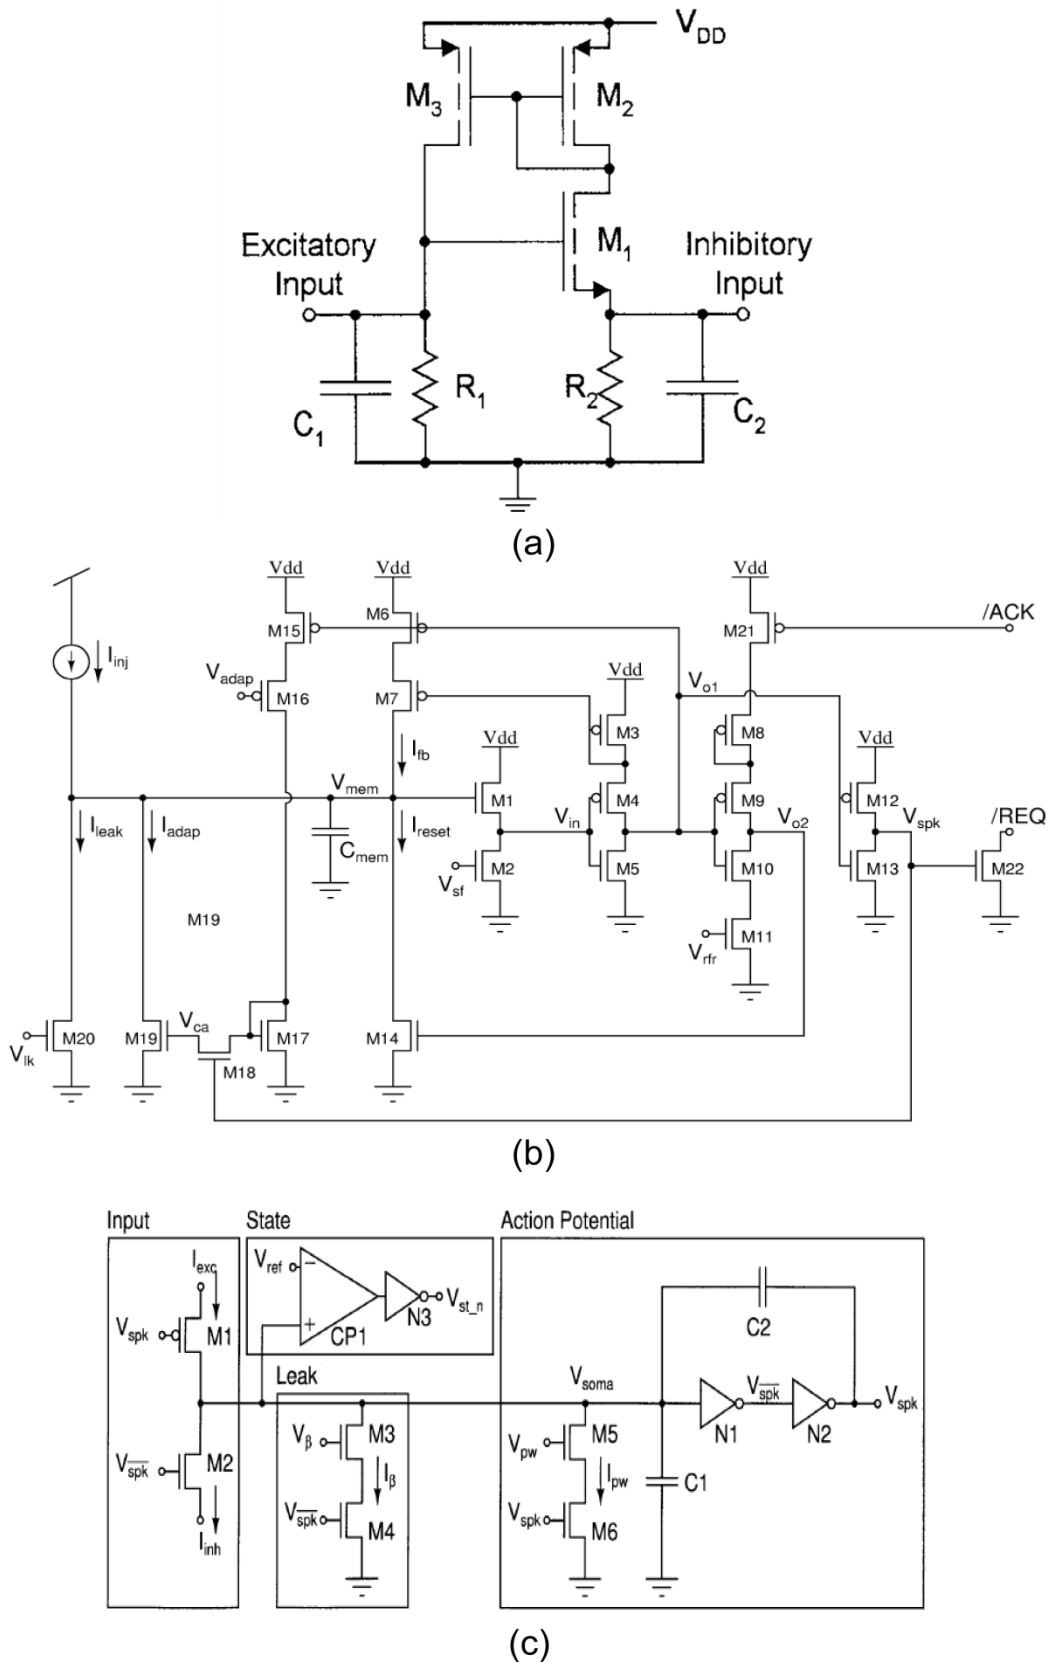 V_DD
M_3
M_2
Excitatory
Input
M_1
Inhibitory
Input
C_1
R_1
R_2
C_2
(a)
Vdd
Vdd
Vdd
M15
M6
M21
/ACK
I_inj
V_adap
M16
M7
Vdd
V_o1
M3
M8
I_fb
Vdd
Vdd
V_mem
M1
M4
M9
M12
I_leak
I_adap
C_mem
I_reset
V_in
V_o2
V_spk
/REQ
V_sf
M2
M5
M10
M13
M22
M19
V_rfr
M11
V_lk
M20
M19
V_ca
M18
M17
M14
(b)
Input
State
Action Potential
I_exc
V_ref
−
+
CP1
N3
V_st_n
V_spk
M1
C2
Leak
V_soma
V_s̅p̅k̅
M2
V_β
M3
V_pw
M5
N1
V_s̅p̅k̅
N2
V_spk
I_β
I_pw
C1
I_inh
V_s̅p̅k̅
M4
V_spk
M6
(c)